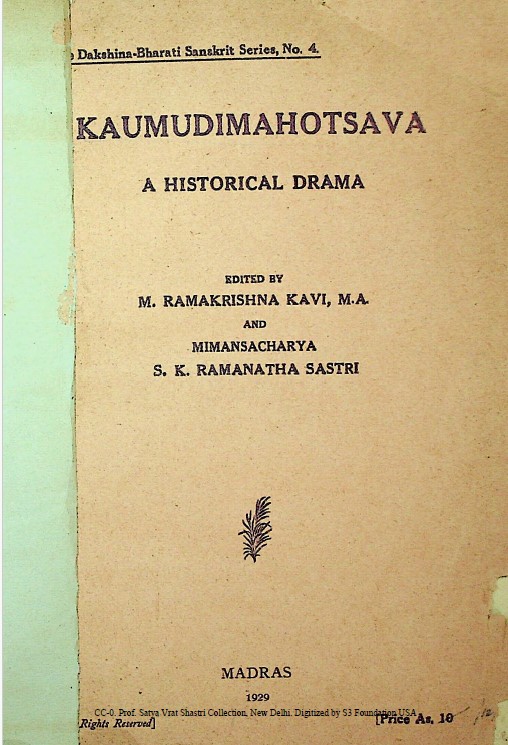 Dakshina-Bharati Sanskrit Series, No. 4.
KAUMUDIMAHOTSAVA
A HISTORICAL DRAMA
EDITED BY
M. RAMAKRISHNA KAVI, M.A.
AND
MIMANSACHARYA
S. K. RAMANATHA SASTRI
MADRAS
1929
CC-0. Prof. Satya Vrat Shastri Collection, New Delhi. Digitized by S3 Foundation USA
Rights Reserved] [Price As, 10